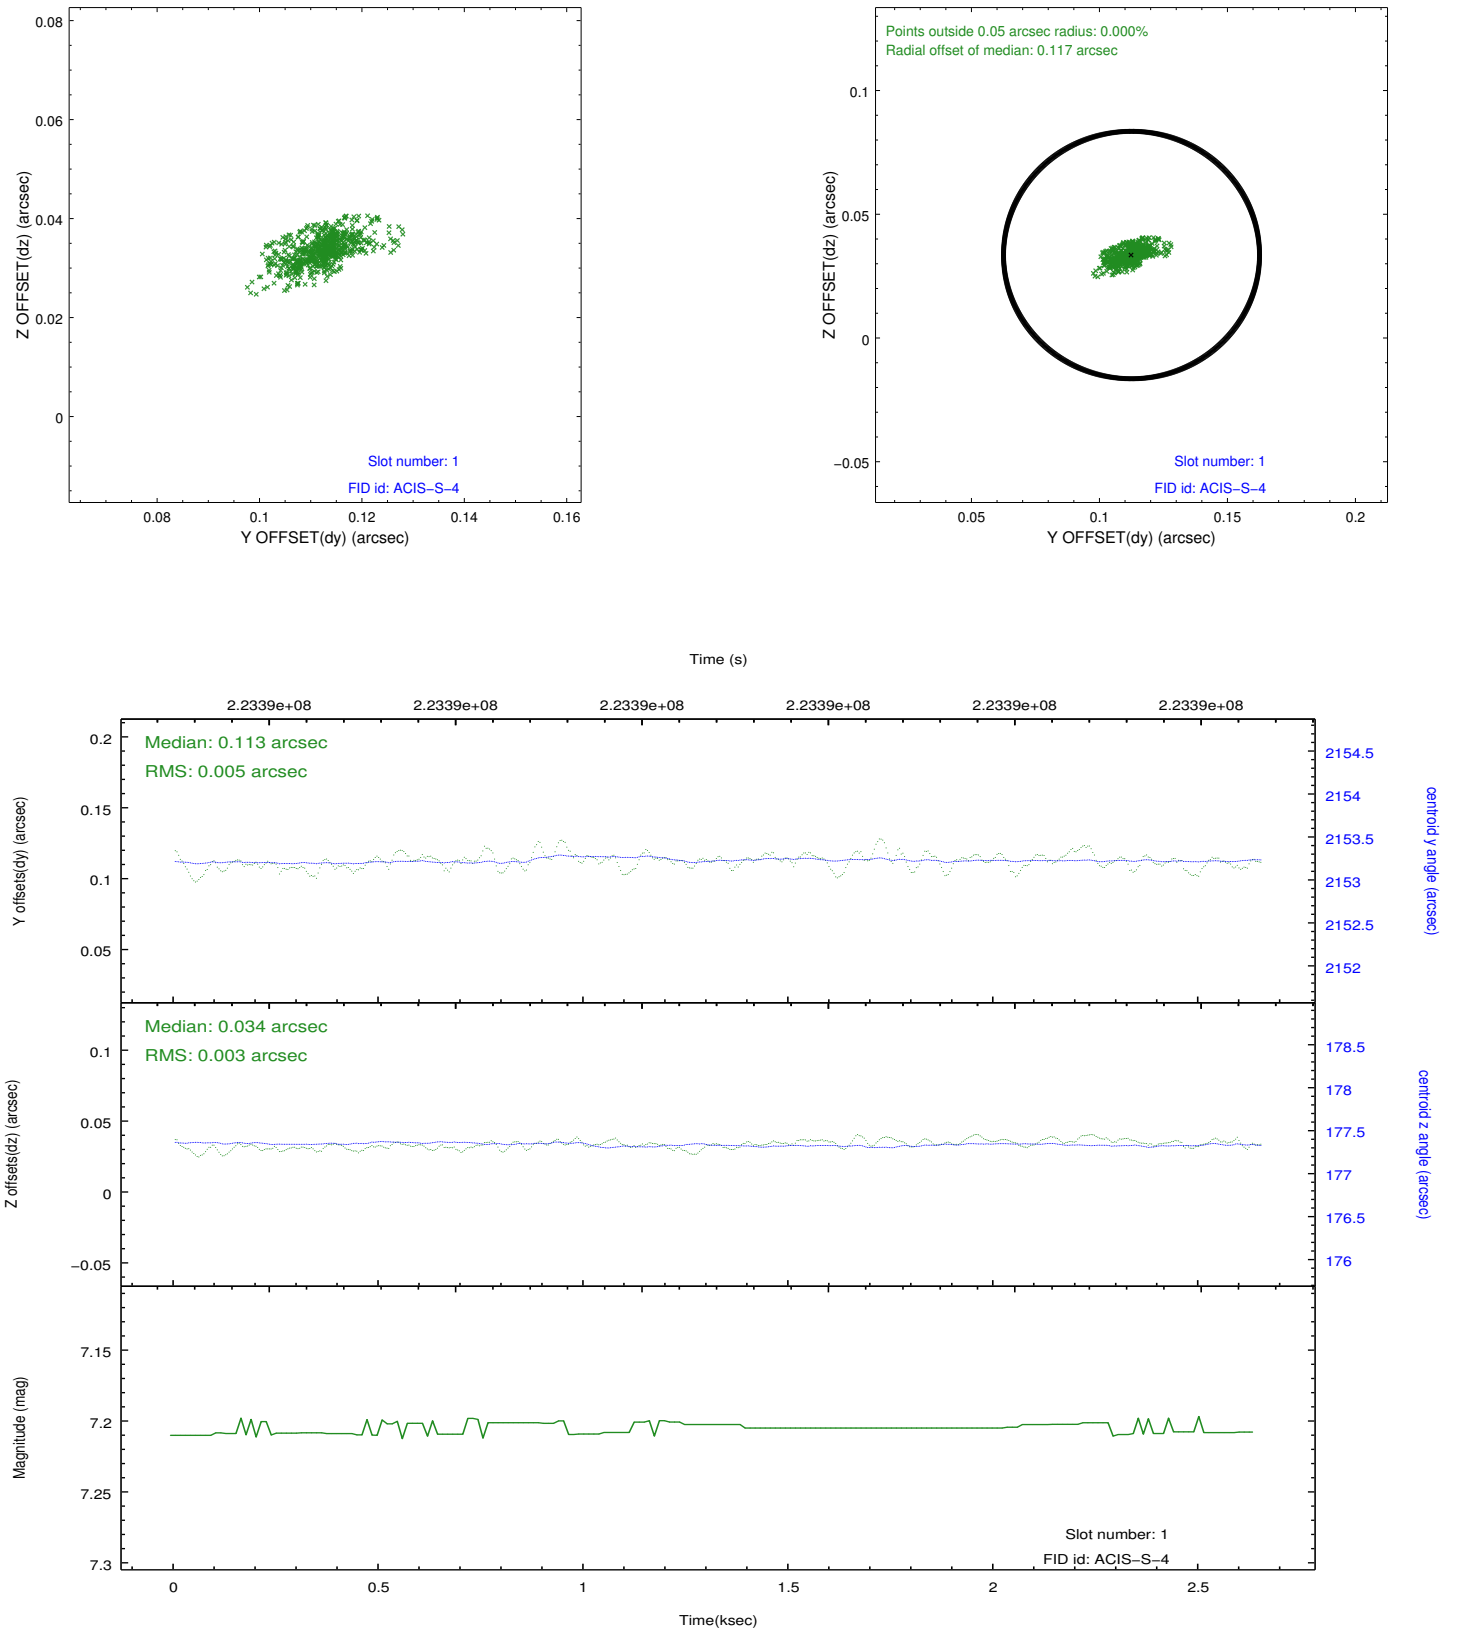 0.08
0.06
0.04
0.02
0
Z OFFSET(dz) (arcsec)
Slot number: 1
FID id: ACIS−S−4
0.08 0.1 0.12 0.14 0.16
Y OFFSET(dy) (arcsec)
Points outside 0.05 arcsec radius: 0.000%
Radial offset of median: 0.117 arcsec
0.1
0.05
0
−0.05
Z OFFSET(dz) (arcsec)
Slot number: 1
FID id: ACIS−S−4
0.05 0.1 0.15 0.2
Y OFFSET(dy) (arcsec)
Time (s)
2.2339e+08 2.2339e+08 2.2339e+08 2.2339e+08 2.2339e+08 2.2339e+08
Median: 0.113 arcsec
RMS: 0.005 arcsec
0.2
0.15
0.1
0.05
Y offsets(dy) (arcsec)
2154.5
2154
2153.5
2153
2152.5
2152
centroid y angle (arcsec)
Median: 0.034 arcsec
RMS: 0.003 arcsec
0.1
0.05
0
−0.05
Z offsets(dz) (arcsec)
178.5
178
177.5
177
176.5
176
centroid z angle (arcsec)
7.15
7.2
7.25
7.3
Magnitude (mag)
Slot number: 1
FID id: ACIS−S−4
0 0.5 1 1.5 2 2.5
Time(ksec)